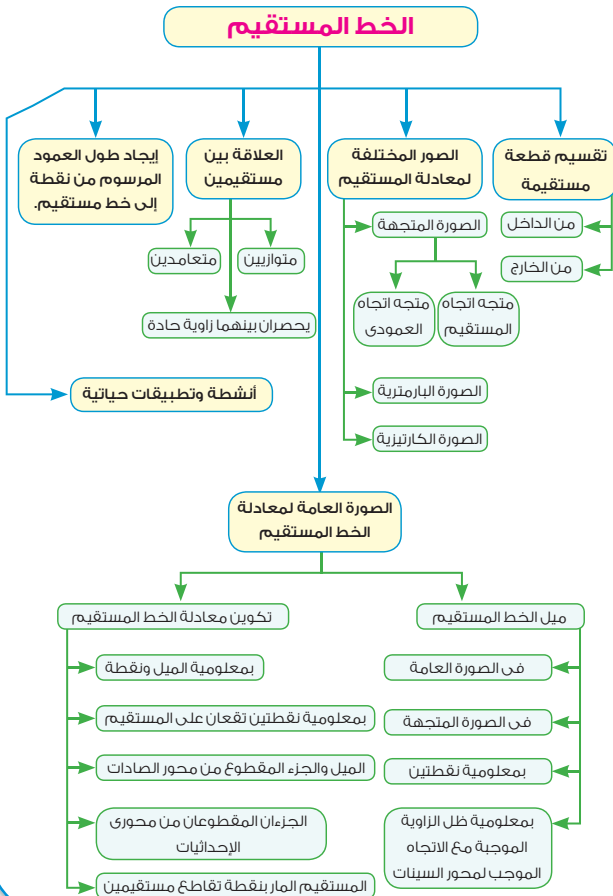 الخط المستقيم
تقسيم قطعة
مستقيمة
من الداخل
من الخارج
الصور المختلفة
لمعادلة المستقيم
الصورة المتجهة
متجه اتجاه
المستقيم
متجه اتجاه
العمودى
الصورة البارمترية
الصورة الكارتيزية
العلاقة بين
مستقيمين
متوازيين
متعامدين
يحصران بينهما زاوية حادة
إيجاد طول العمود
المرسوم من نقطة
إلى خط مستقيم.
أنشطة وتطبيقات حياتية
الصورة العامة لمعادلة
الخط المستقيم
ميل الخط المستقيم
فى الصورة العامة
فى الصورة المتجهة
بمعلومية نقطتين
بمعلومية ظل الزاوية
الموجبة مع الاتجاه
الموجب لمحور السينات
تكوين معادلة الخط المستقيم
بمعلومية الميل ونقطة
بمعلومية نقطتين تقعان على المستقيم
الميل والجزء المقطوع من محور الصادات
الجزءان المقطوعان من محورى
الإحداثيات
المستقيم المار بنقطة تقاطع مستقيمين